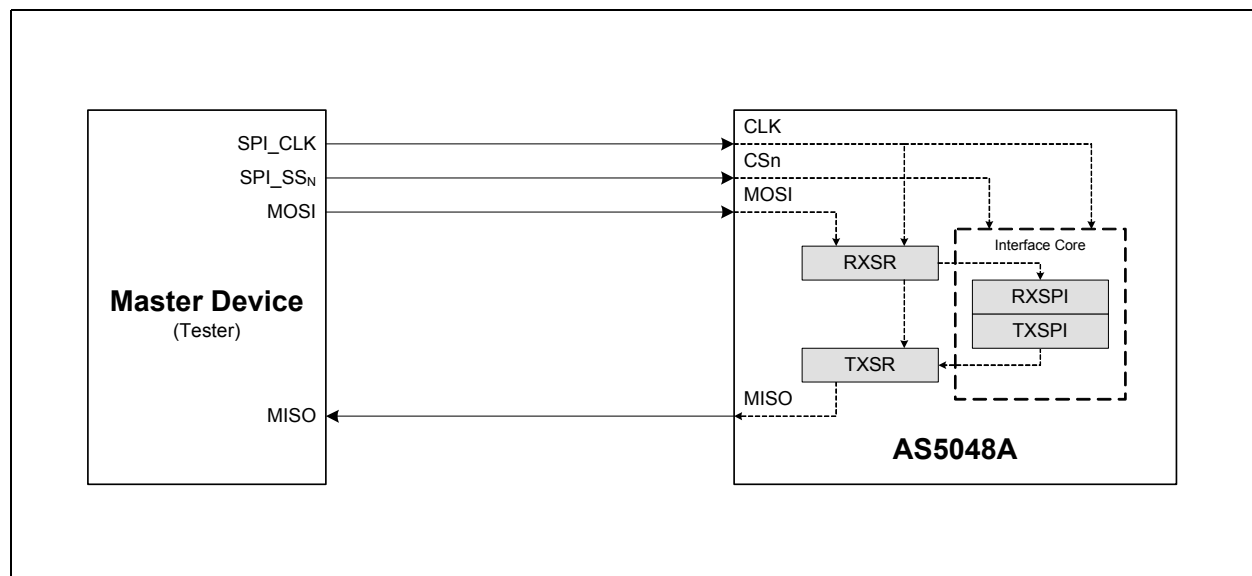 SPI_CLK
SPI_SSN
MOSI
Master Device
(Tester)
MISO
CLK
CSn
MOSI
Interface Core
RXSR
RXSPI
TXSPI
TXSR
MISO
AS5048A